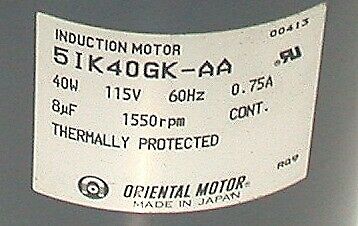 00413
INDUCTION MOTOR
5IK40GK-AA
40W 115V 60Hz 0.75A
8μF 1550rpm CONT.
THERMALLY PROTECTED
ORIENTAL MOTOR®
MADE IN JAPAN